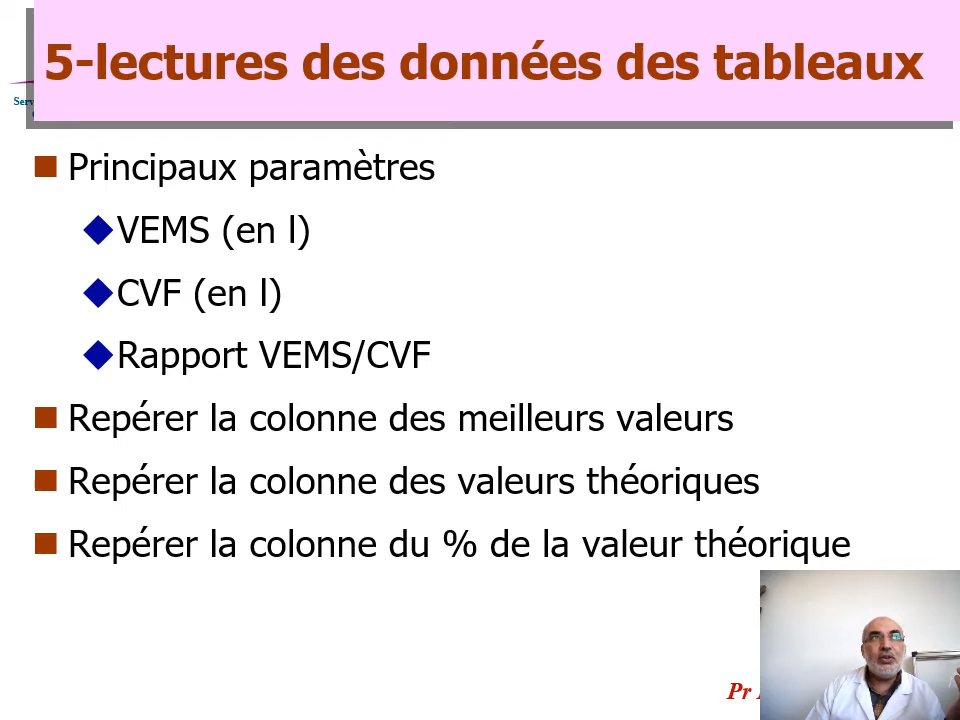 5-lectures des données des tableaux
Principaux paramètres
VEMS (en l)
CVF (en l)
Rapport VEMS/CVF
Repérer la colonne des meilleurs valeurs
Repérer la colonne des valeurs théoriques
Repérer la colonne du % de la valeur théorique
Pr